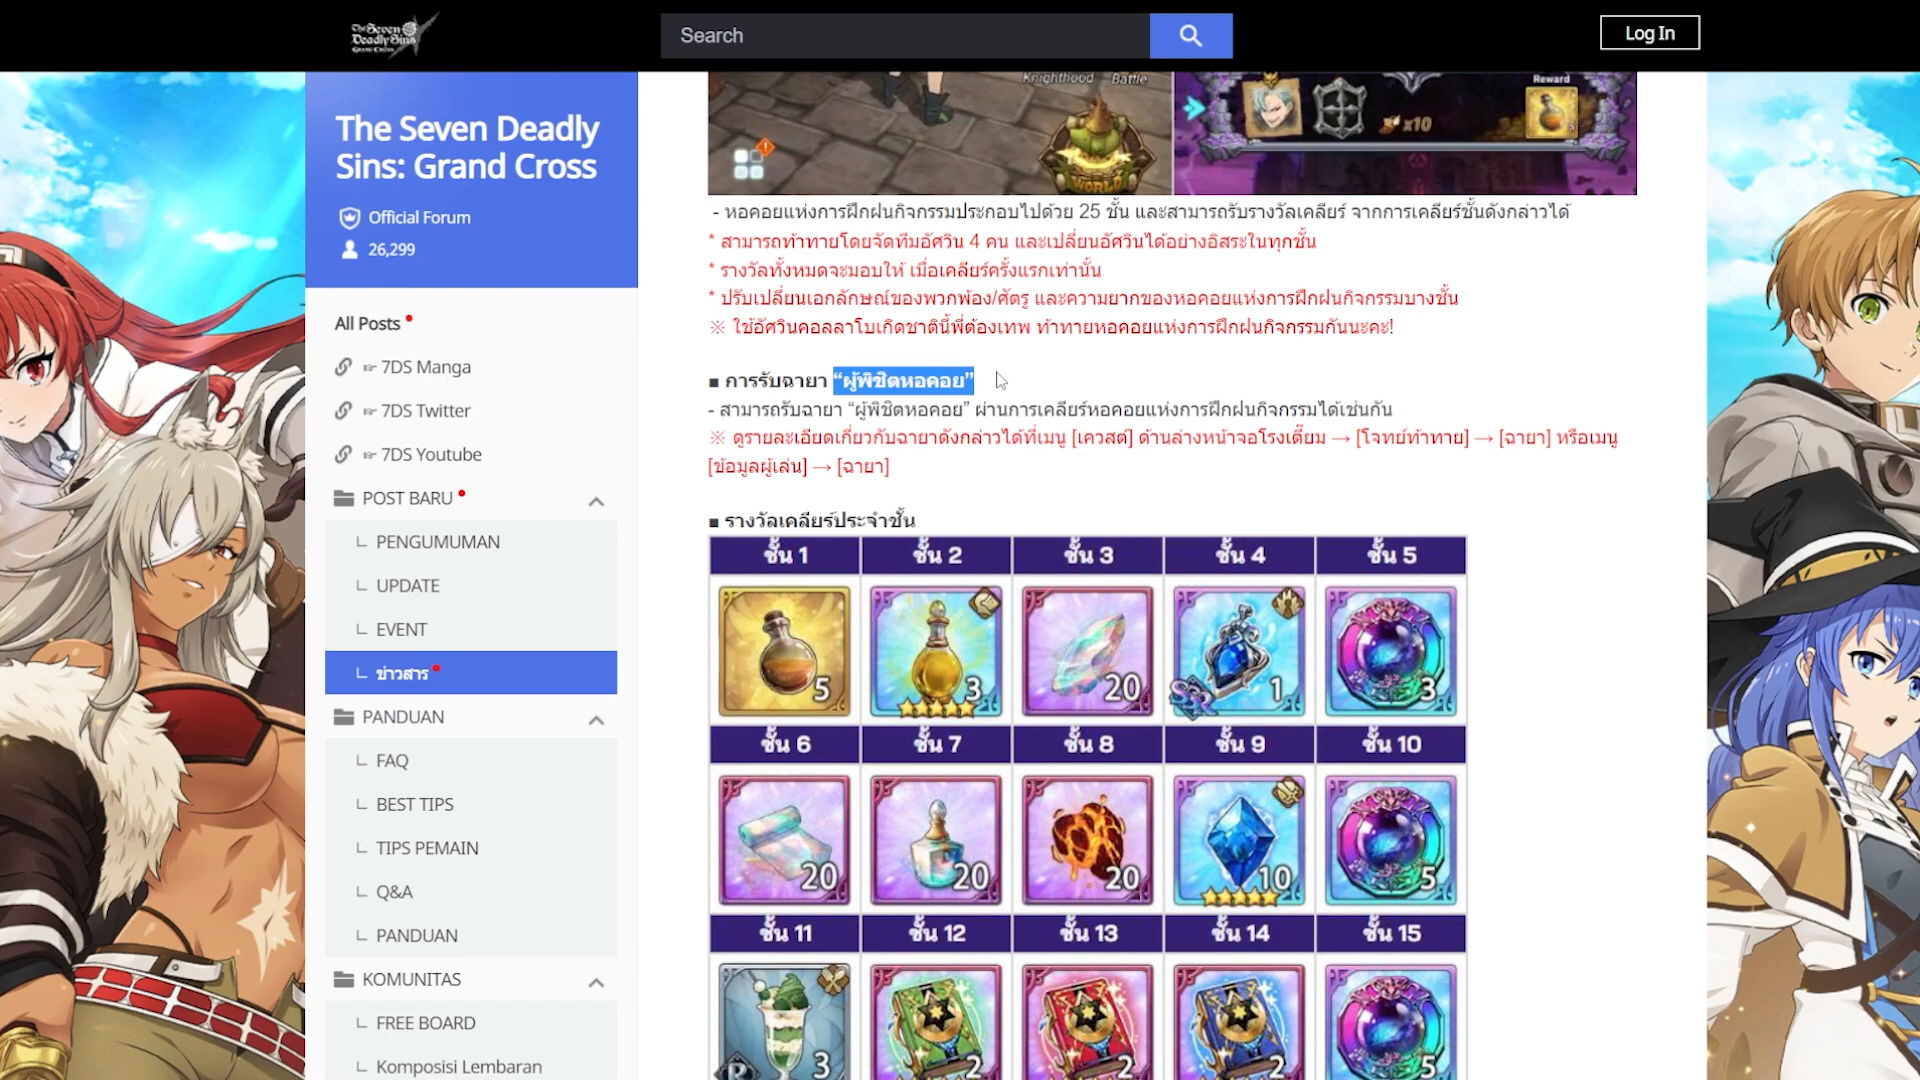 The Seven
Deadly Sins
GRAND CROSS
Search
Log In
The Seven Deadly
Sins: Grand Cross
Official Forum
26,299
All Posts
☞ 7DS Manga
☞ 7DS Twitter
☞ 7DS Youtube
POST BARU
PENGUMUMAN
UPDATE
EVENT
ข่าวสาร
PANDUAN
FAQ
BEST TIPS
TIPS PEMAIN
Q&A
PANDUAN
KOMUNITAS
FREE BOARD
Komposisi Lembaran
Knighthood Battle
WORLD
x10
Reward
- หอคอยแห่งการฝึกฝนกิจกรรมประกอบไปด้วย 25 ชั้น และสามารถรับรางวัลเคลียร์ จากการเคลียร์ชั้นดังกล่าวได้
* สามารถท้าทายโดยจัดทีมอัศวิน 4 คน และเปลี่ยนอัศวินได้อย่างอิสระในทุกชั้น
* รางวัลทั้งหมดจะมอบให้ เมื่อเคลียร์ครั้งแรกเท่านั้น
* ปรับเปลี่ยนเอกลักษณ์ของพวกพ้อง/ศัตรู และความยากของหอคอยแห่งการฝึกฝนกิจกรรมบางชั้น
※ ใช้อัศวินคอลลาโบเกิดชาตินี้พี่ต้องเทพ ท้าทายหอคอยแห่งการฝึกฝนกิจกรรมกันนะคะ!
■ การรับฉายา “ผู้พิชิตหอคอย”
- สามารถรับฉายา “ผู้พิชิตหอคอย” ผ่านการเคลียร์หอคอยแห่งการฝึกฝนกิจกรรมได้เช่นกัน
※ ดูรายละเอียดเกี่ยวกับฉายาดังกล่าวได้ที่เมนู [เควสต์] ด้านล่างหน้าจอโรงเตี๊ยม → [โจทย์ท้าทาย] → [ฉายา] หรือเมนู
[ข้อมูลผู้เล่น] → [ฉายา]
■ รางวัลเคลียร์ประจำชั้น
ชั้น 1 ชั้น 2 ชั้น 3 ชั้น 4 ชั้น 5
5 3 20 SSR 1 3
ชั้น 6 ชั้น 7 ชั้น 8 ชั้น 9 ชั้น 10
20 20 20 10 5
ชั้น 11 ชั้น 12 ชั้น 13 ชั้น 14 ชั้น 15
R 3 2 2 2 5